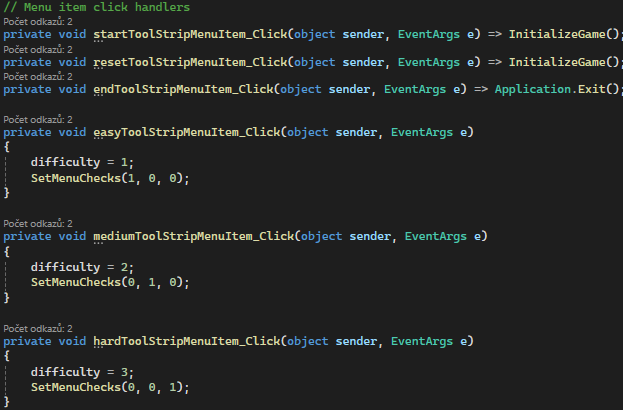 // Menu item click handlers
Počet odkazů: 2
private void startToolStripMenuItem_Click(object sender, EventArgs e) => InitializeGame();
Počet odkazů: 2
private void resetToolStripMenuItem_Click(object sender, EventArgs e) => InitializeGame();
Počet odkazů: 2
private void endToolStripMenuItem_Click(object sender, EventArgs e) => Application.Exit();
Počet odkazů: 2
private void easyToolStripMenuItem_Click(object sender, EventArgs e)
{
difficulty = 1;
SetMenuChecks(1, 0, 0);
}
Počet odkazů: 2
private void mediumToolStripMenuItem_Click(object sender, EventArgs e)
{
difficulty = 2;
SetMenuChecks(0, 1, 0);
}
Počet odkazů: 2
private void hardToolStripMenuItem_Click(object sender, EventArgs e)
{
difficulty = 3;
SetMenuChecks(0, 0, 1);
}